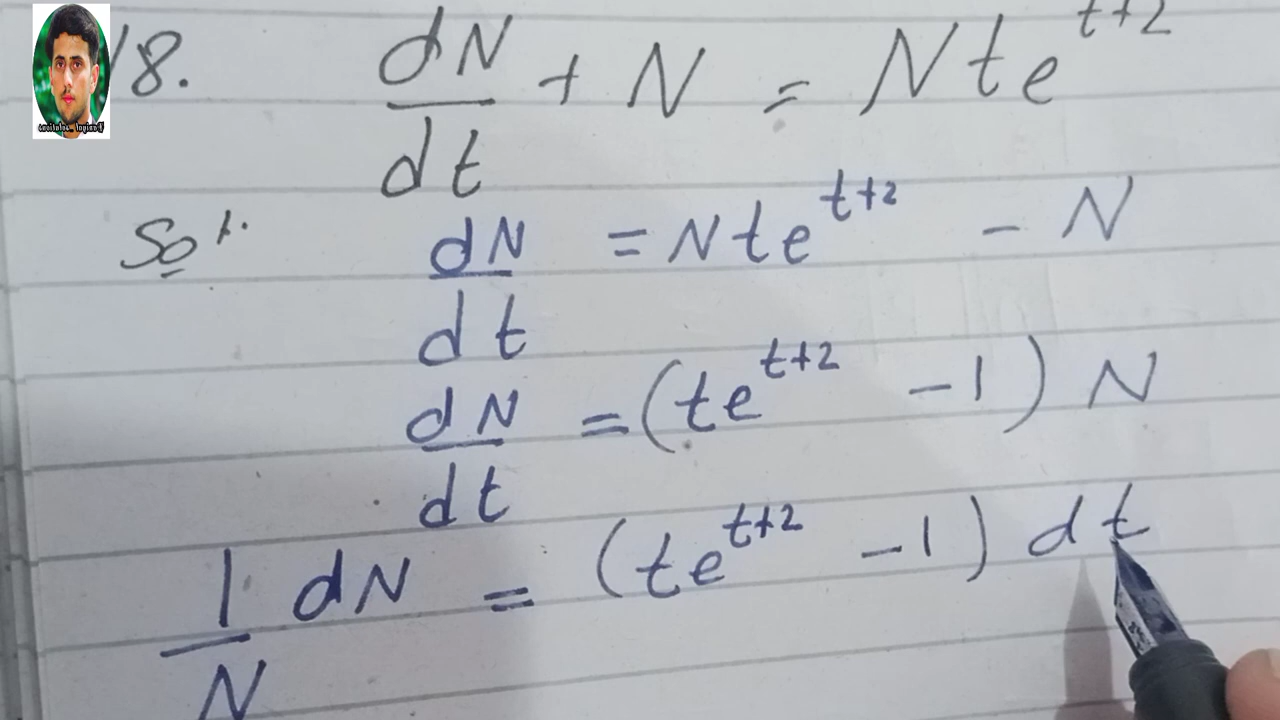 18. dN/dt + N = Nte^{t+2}
Sol. dN/dt = Nte^{t+2} - N
dN/dt = (te^{t+2} - 1) N
1/N dN = (te^{t+2} - 1) dt